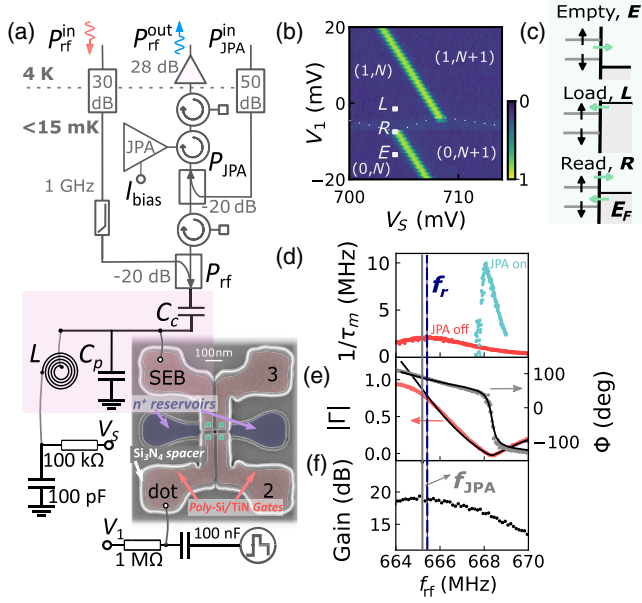 (a)
P_rf^in
P_rf^out
P_JPA^in
28 dB
4 K
30 dB
50 dB
<15 mK
JPA
P_JPA
I_bias
1 GHz
-20 dB
-20 dB
P_rf
C_c
L
C_p
100nm
SEB
3
n⁺ reservoirs
V_S
100 kΩ
Si₃N₄ spacer
100 pF
dot
2
Poly-Si/TiN Gates
V₁
100 nF
1 MΩ
(b)
20
(1,N)
(1,N+1)
V₁ (mV)
0
L
R
E
(0,N)
(0,N+1)
-20
700
710
V_S (mV)
0
1
(c)
Empty, E
Load, L
Read, R
E_F
(d)
10
JPA on
1/τ_m (MHz)
5
f_r
JPA off
0
(e)
1.0
100
|Γ|
0.5
0
Φ (deg)
0.0
-100
(f)
f_JPA
Gain (dB)
20
15
664
666
668
670
f_rf (MHz)